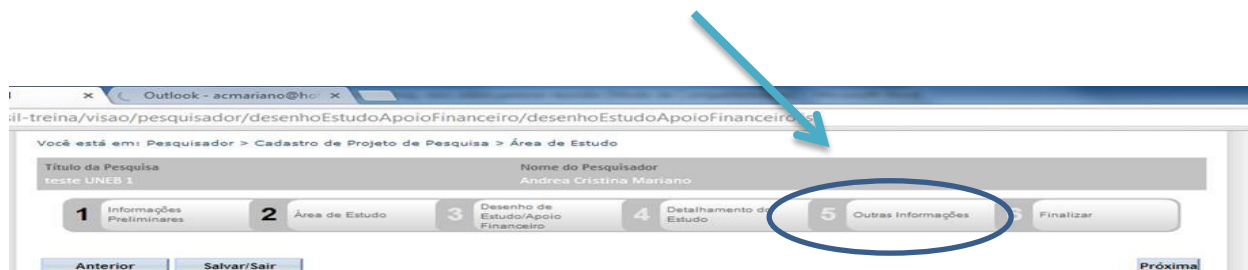 Outlook - acmariano@ho
il-treina/visao/pesquisador/desenhoEstudoApoioFinanceiro/desenhoEstudoApoioFinanceiro
Você está em: Pesquisador > Cadastro de Projeto de Pesquisa > Área de Estudo
Título da Pesquisa Nome do Pesquisador
teste UNEB 1 Andrea Cristina Mariano
1 Informações Preliminares 2 Área de Estudo 3 Desenho de Estudo/Apoio Financeiro 4 Detalhamento do Estudo 5 Outras Informações 6 Finalizar
Anterior Salvar/Sair Próxima